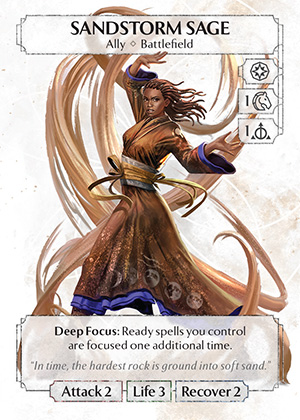 SANDSTORM SAGE
Ally ◇ Battlefield
1
1
Deep Focus: Ready spells you control
are focused one additional time.
"In time, the hardest rock is ground into soft sand."
Attack 2 Life 3 Recover 2